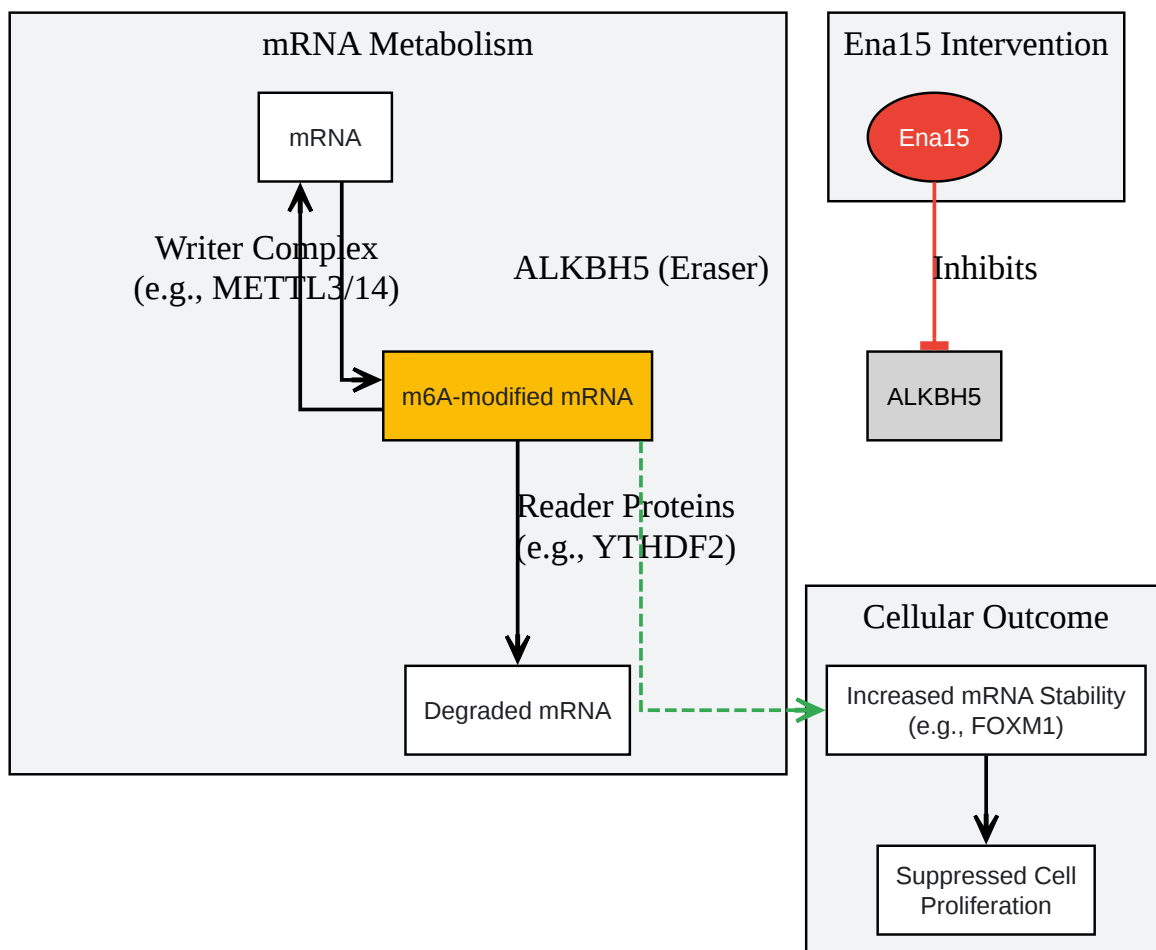 mRNA Metabolism
Ena15 Intervention
mRNA
Ena15
Writer Complex
(e.g., METTL3/14)
ALKBH5 (Eraser)
Inhibits
m6A-modified mRNA
ALKBH5
Reader Proteins
(e.g., YTHDF2)
Cellular Outcome
Degraded mRNA
Increased mRNA Stability
(e.g., FOXM1)
Suppressed Cell
Proliferation